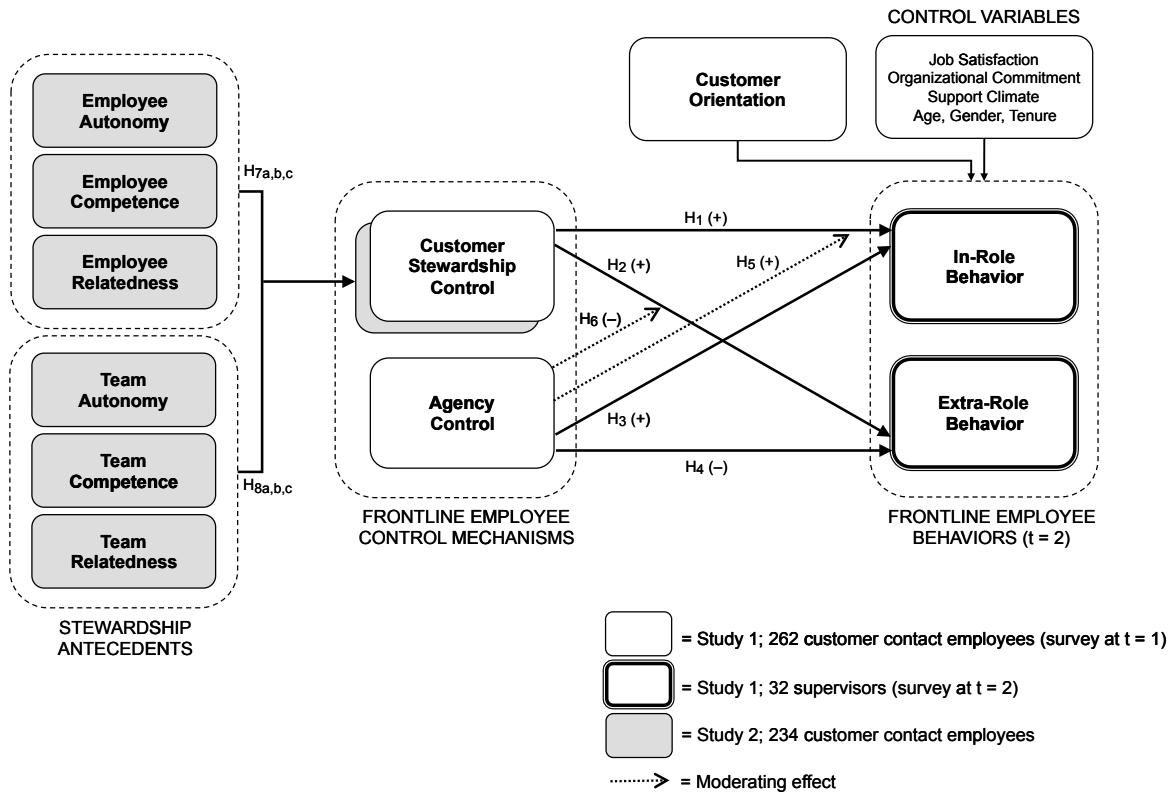 CONTROL VARIABLES
Job Satisfaction
Organizational Commitment
Support Climate
Age, Gender, Tenure
Customer
Orientation
Employee
Autonomy
Employee
Competence
Employee
Relatedness
H7a,b,c
Team
Autonomy
Team
Competence
Team
Relatedness
H8a,b,c
STEWARDSHIP
ANTECEDENTS
Customer
Stewardship
Control
Agency
Control
FRONTLINE EMPLOYEE
CONTROL MECHANISMS
H1 (+)
H2 (+)
H5 (+)
H6 (–)
H3 (+)
H4 (–)
In-Role
Behavior
Extra-Role
Behavior
FRONTLINE EMPLOYEE
BEHAVIORS (t = 2)
= Study 1; 262 customer contact employees (survey at t = 1)
= Study 1; 32 supervisors (survey at t = 2)
= Study 2; 234 customer contact employees
= Moderating effect